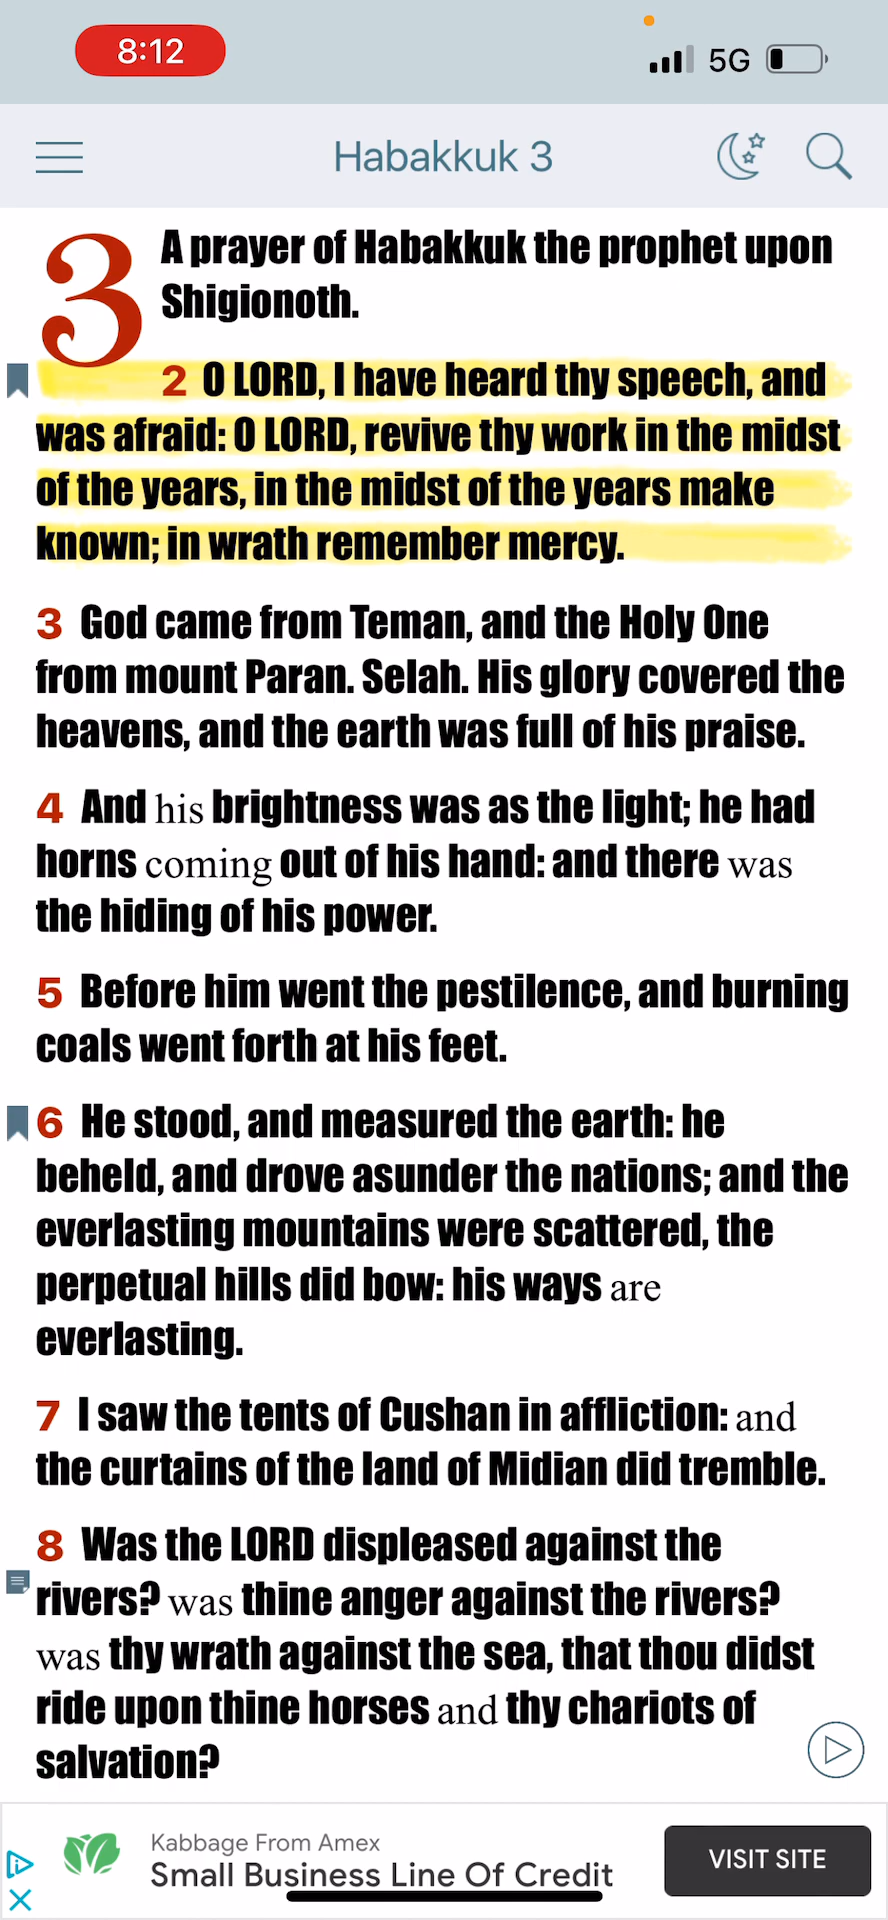 8:12
5G
Habakkuk 3
3 A prayer of Habakkuk the prophet upon
Shigionoth.
2 O LORD, I have heard thy speech, and
was afraid: O LORD, revive thy work in the midst
of the years, in the midst of the years make
known; in wrath remember mercy.
3 God came from Teman, and the Holy One
from mount Paran. Selah. His glory covered the
heavens, and the earth was full of his praise.
4 And his brightness was as the light; he had
horns coming out of his hand: and there was
the hiding of his power.
5 Before him went the pestilence, and burning
coals went forth at his feet.
6 He stood, and measured the earth: he
beheld, and drove asunder the nations; and the
everlasting mountains were scattered, the
perpetual hills did bow: his ways are
everlasting.
7 I saw the tents of Cushan in affliction: and
the curtains of the land of Midian did tremble.
8 Was the LORD displeased against the
rivers? was thine anger against the rivers?
was thy wrath against the sea, that thou didst
ride upon thine horses and thy chariots of
salvation?
Kabbage From Amex
Small Business Line Of Credit
VISIT SITE